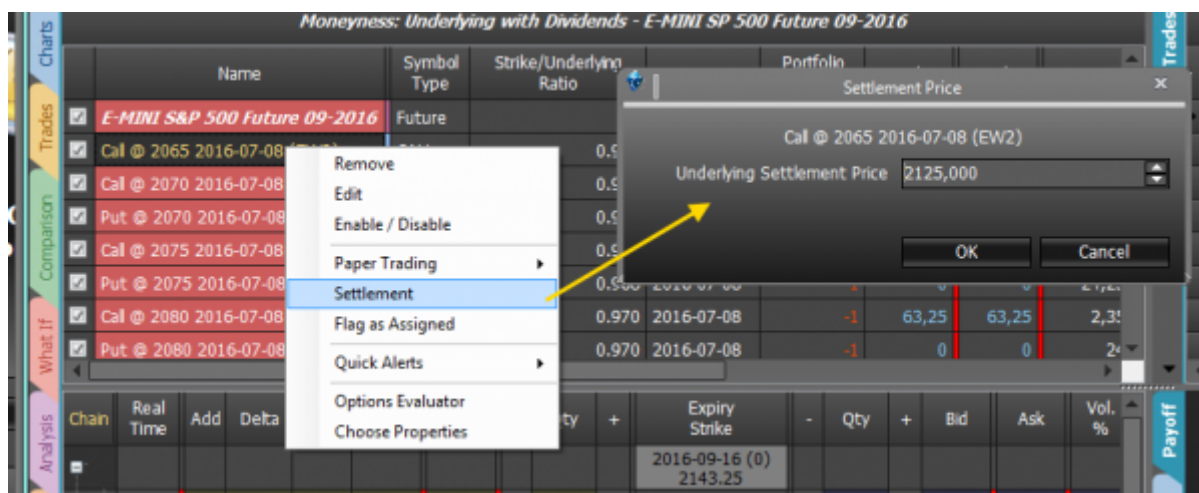 Moneyness: Underlying with Dividends - E-MINI SP 500 Future 09-2016
Charts
Trades
Comparison
What If
Analysis
Name
Symbol Type
Strike/Underlying Ratio
Portfolio
E-MINI S&P 500 Future 09-2016 Future
Call @ 2065 2016-07-08
Call @ 2070 2016-07-08
Put @ 2070 2016-07-08
Call @ 2075 2016-07-08
Put @ 2075 2016-07-08
Call @ 2080 2016-07-08 0.970 2016-07-08 -1 63,25 63,25
Put @ 2080 2016-07-08 0.970 2016-07-08 -1 0 0
Remove
Edit
Enable / Disable
Paper Trading
Settlement
Flag as Assigned
Quick Alerts
Options Evaluator
Choose Properties
Settlement Price
Call @ 2065 2016-07-08 (EW2)
Underlying Settlement Price 2125,000
OK Cancel
Trades
Payoff
Chain
Real Time
Add
Delta
+
Expiry Strike
-
Qty
+
Bid
Ask
Vol. %
2016-09-16 (0)
2143.25